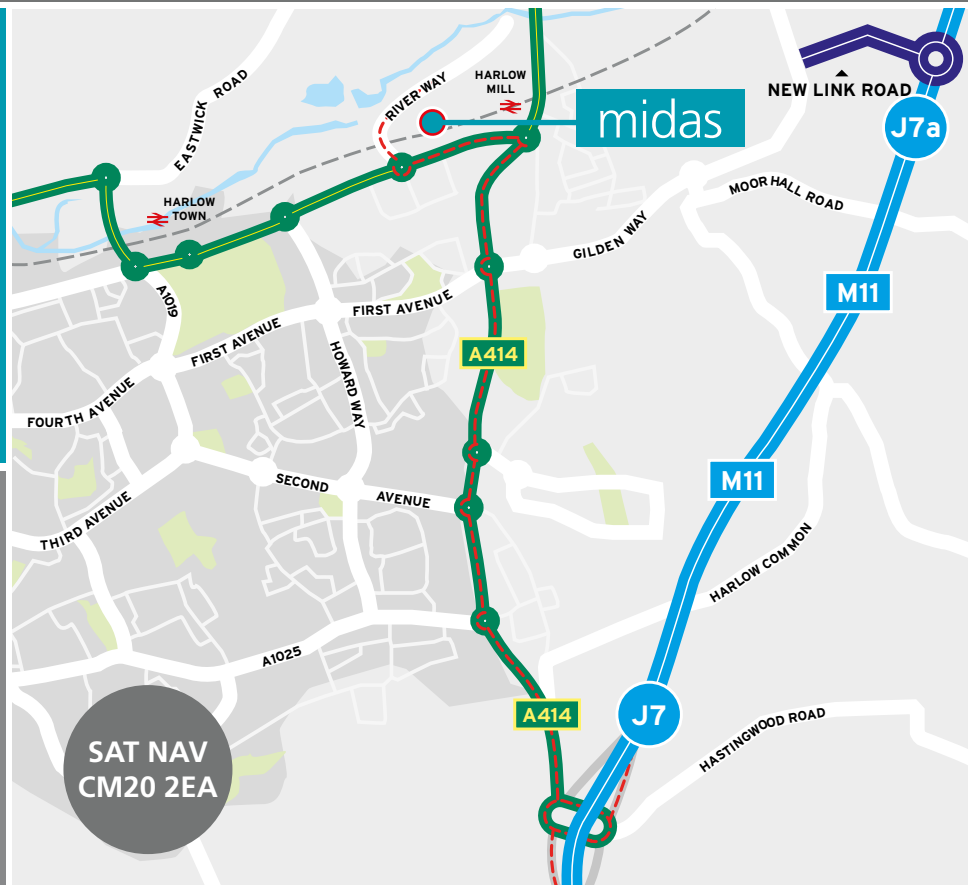 EASTWICK ROAD
RIVER WAY
HARLOW
MILL
midas
NEW LINK ROAD
J7a
HARLOW
TOWN
MOOR HALL ROAD
GILDEN WAY
A1019
FIRST AVENUE
FIRST AVENUE
M11
HOWARD WAY
A414
FOURTH AVENUE
M11
SECOND
AVENUE
THIRD AVENUE
HARLOW COMMON
A1025
A414
J7
HASTINGWOOD ROAD
SAT NAV
CM20 2EA